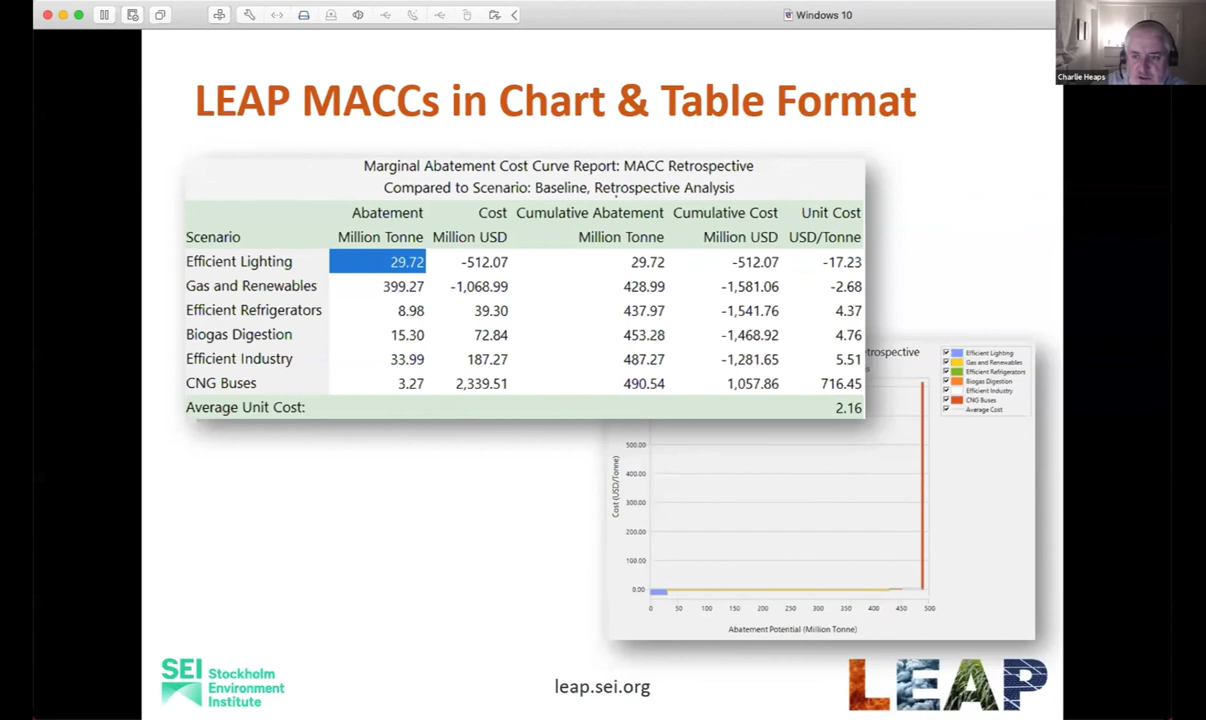 Windows 10
Charlie Heaps
LEAP MACCs in Chart & Table Format
Marginal Abatement Cost Curve Report: MACC Retrospective
Compared to Scenario: Baseline, Retrospective Analysis
Abatement Cost Cumulative Abatement Cumulative Cost Unit Cost
Scenario Million Tonne Million USD Million Tonne Million USD USD/Tonne
Efficient Lighting 29.72 -512.07 29.72 -512.07 -17.23
Gas and Renewables 399.27 -1,068.99 428.99 -1,581.06 -2.68
Efficient Refrigerators 8.98 39.30 437.97 -1,541.76 4.37
Biogas Digestion 15.30 72.84 453.28 -1,468.92 4.76
Efficient Industry 33.99 187.27 487.27 -1,281.65 5.51
CNG Buses 3.27 2,339.51 490.54 1,057.86 716.45
Average Unit Cost: 2.16
etrospective
Efficient Lighting
Gas and Renewables
Efficient Refrigerators
Biogas Digestion
Efficient Industry
CNG Buses
Average Cost
Cost (USD/Tonne)
500.00
400.00
300.00
200.00
100.00
0.00
0 50 100 150 200 250 300 350 400 450 500
Abatement Potential (Million Tonne)
SEI Stockholm
Environment
Institute
leap.sei.org
LEAP